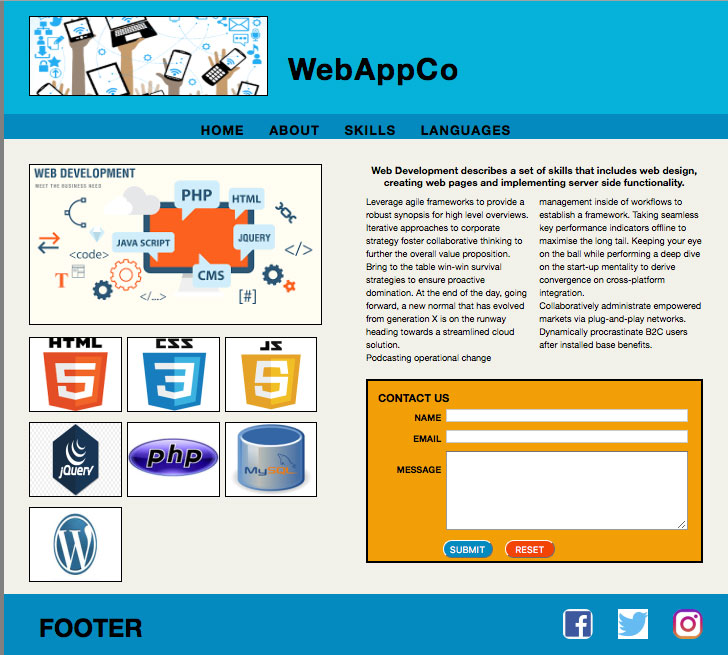 WebAppCo
HOME ABOUT SKILLS LANGUAGES
WEB DEVELOPMENT
MEET THE BUSINESS NEED
PHP
HTML
JAVA SCRIPT
JQUERY
<code>
</>
CMS
T
</...>
[#]
HTML
5
CSS
3
JS
5
jQuery
php
MySQL
W
Web Development describes a set of skills that includes web design,
creating web pages and implementing server side functionality.
Leverage agile frameworks to provide a
robust synopsis for high level overviews.
Iterative approaches to corporate
strategy foster collaborative thinking to
further the overall value proposition.
Bring to the table win-win survival
strategies to ensure proactive
domination. At the end of the day, going
forward, a new normal that has evolved
from generation X is on the runway
heading towards a streamlined cloud
solution.
Podcasting operational change
management inside of workflows to
establish a framework. Taking seamless
key performance indicators offline to
maximise the long tail. Keeping your eye
on the ball while performing a deep dive
on the start-up mentality to derive
convergence on cross-platform
integration.
Collaboratively administrate empowered
markets via plug-and-play networks.
Dynamically procrastinate B2C users
after installed base benefits.
CONTACT US
NAME
EMAIL
MESSAGE
SUBMIT RESET
FOOTER
f